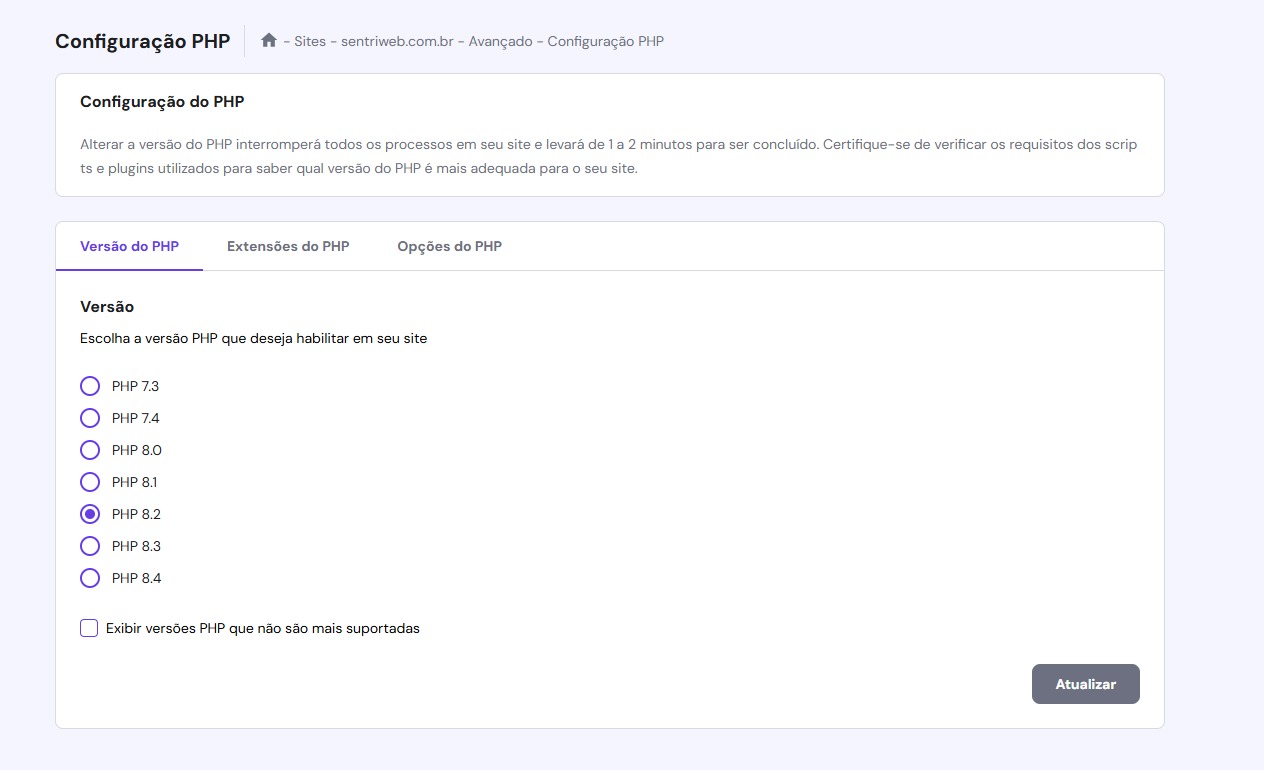 Configuração PHP
- Sites - sentriweb.com.br - Avançado - Configuração PHP
Configuração do PHP
Alterar a versão do PHP interromperá todos os processos em seu site e levará de 1 a 2 minutos para ser concluído. Certifique-se de verificar os requisitos dos scrip
ts e plugins utilizados para saber qual versão do PHP é mais adequada para o seu site.
Versão do PHP
Extensões do PHP
Opções do PHP
Versão
Escolha a versão PHP que deseja habilitar em seu site
PHP 7.3
PHP 7.4
PHP 8.0
PHP 8.1
PHP 8.2
PHP 8.3
PHP 8.4
Exibir versões PHP que não são mais suportadas
Atualizar